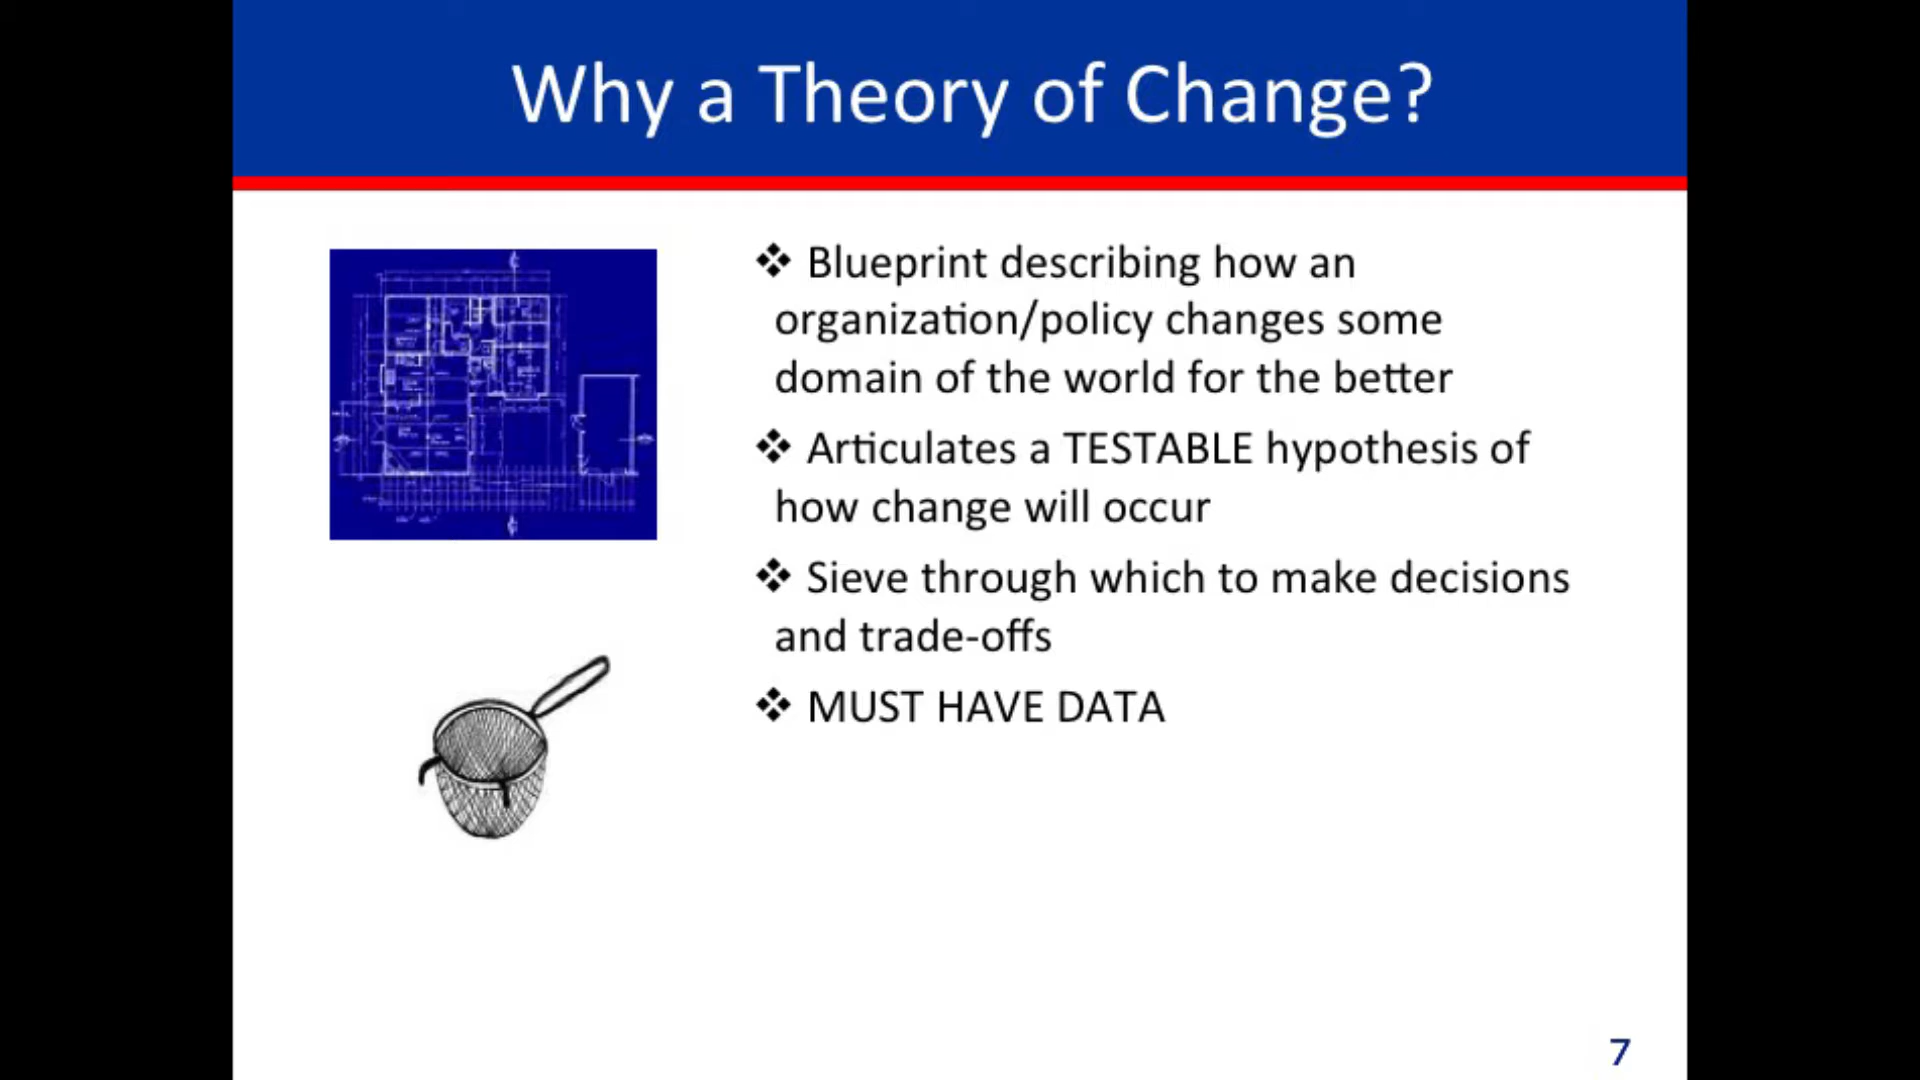 Why a Theory of Change?
❖ Blueprint describing how an
organization/policy changes some
domain of the world for the better
❖ Articulates a TESTABLE hypothesis of
how change will occur
❖ Sieve through which to make decisions
and trade-offs
❖ MUST HAVE DATA
7